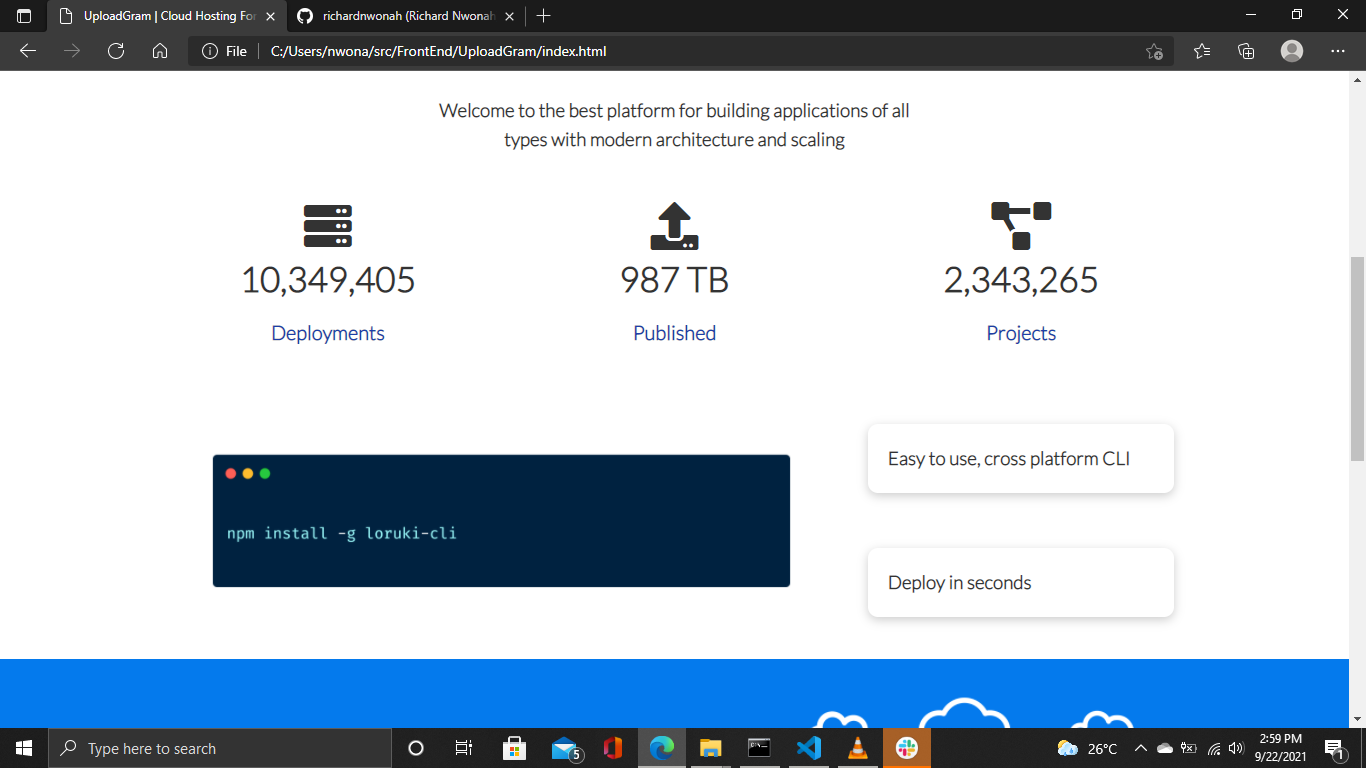 UploadGram | Cloud Hosting For
richardnwonah (Richard Nwonah
File
C:/Users/nwona/src/FrontEnd/UploadGram/index.html
Welcome to the best platform for building applications of all
types with modern architecture and scaling
10,349,405
987 TB
2,343,265
Deployments
Published
Projects
Easy to use, cross platform CLI
npm install -g loruki-cli
Deploy in seconds
Type here to search
5
26°C
2:59 PM
9/22/2021
1